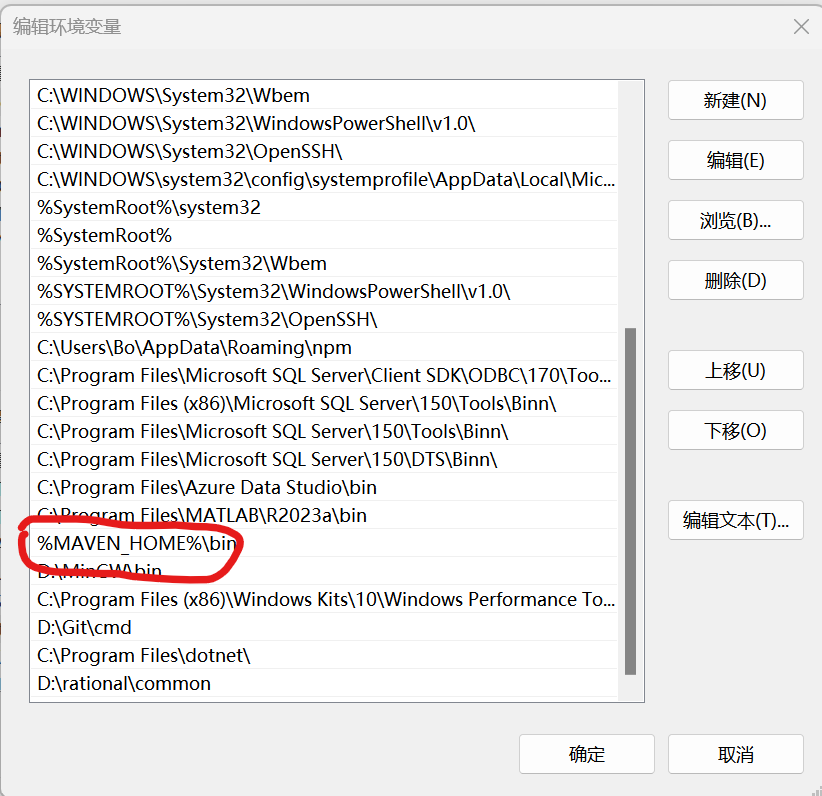 编辑环境变量
C:\WINDOWS\System32\Wbem
C:\WINDOWS\System32\WindowsPowerShell\v1.0\
C:\WINDOWS\System32\OpenSSH\
C:\WINDOWS\system32\config\systemprofile\AppData\Local\Mic...
%SystemRoot%\system32
%SystemRoot%
%SystemRoot%\System32\Wbem
%SYSTEMROOT%\System32\WindowsPowerShell\v1.0\
%SYSTEMROOT%\System32\OpenSSH\
C:\Users\Bo\AppData\Roaming\npm
C:\Program Files\Microsoft SQL Server\Client SDK\ODBC\170\Too...
C:\Program Files (x86)\Microsoft SQL Server\150\Tools\Binn\
C:\Program Files\Microsoft SQL Server\150\Tools\Binn\
C:\Program Files\Microsoft SQL Server\150\DTS\Binn\
C:\Program Files\Azure Data Studio\bin
C:\Program Files\MATLAB\R2023a\bin
%MAVEN_HOME%\bin
D:\MinGW\bin
C:\Program Files (x86)\Windows Kits\10\Windows Performance To...
D:\Git\cmd
C:\Program Files\dotnet\
D:\rational\common
新建(N)
编辑(E)
浏览(B)...
删除(D)
上移(U)
下移(O)
编辑文本(T)...
确定
取消